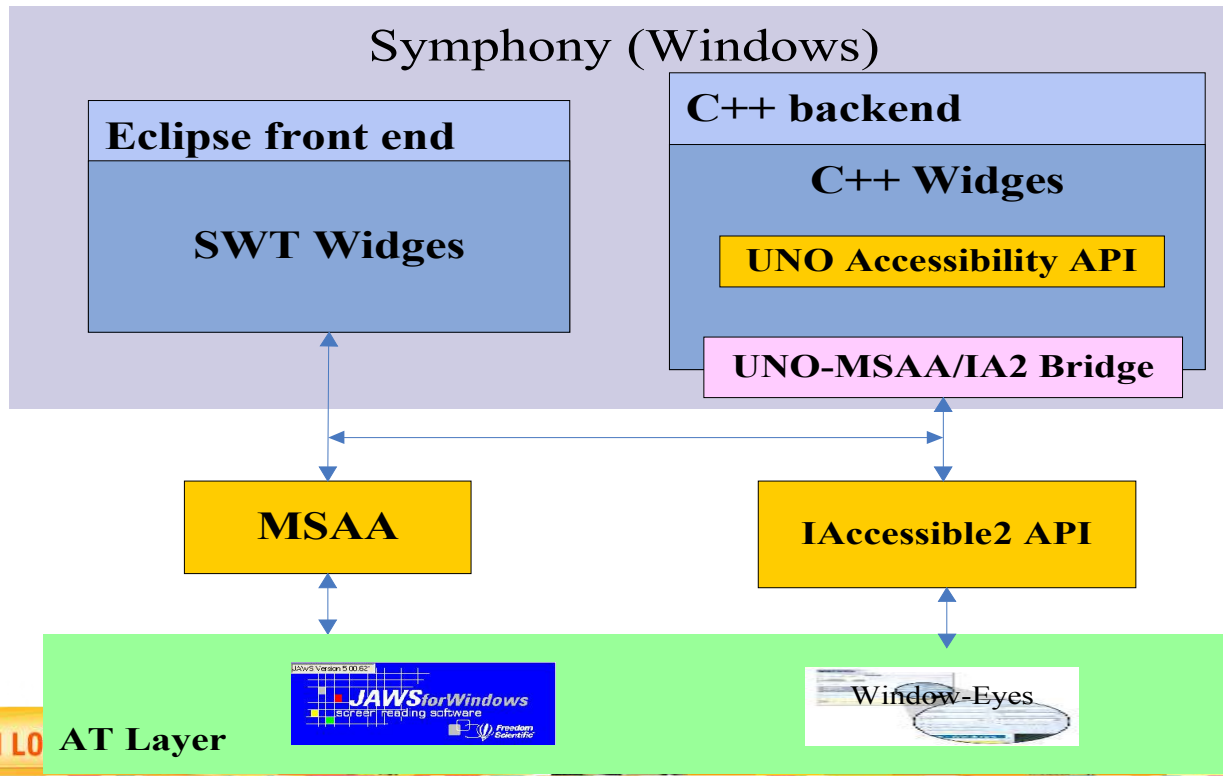 Symphony (Windows)
Eclipse front end
SWT Widges
C++ backend
C++ Widges
UNO Accessibility API
UNO-MSAA/IA2 Bridge
MSAA
IAccessible2 API
JAWS Version 5.00.62
JAWSforWindows
screen reading software
Freedom
Scientific
Window-Eyes
AT Layer
LO